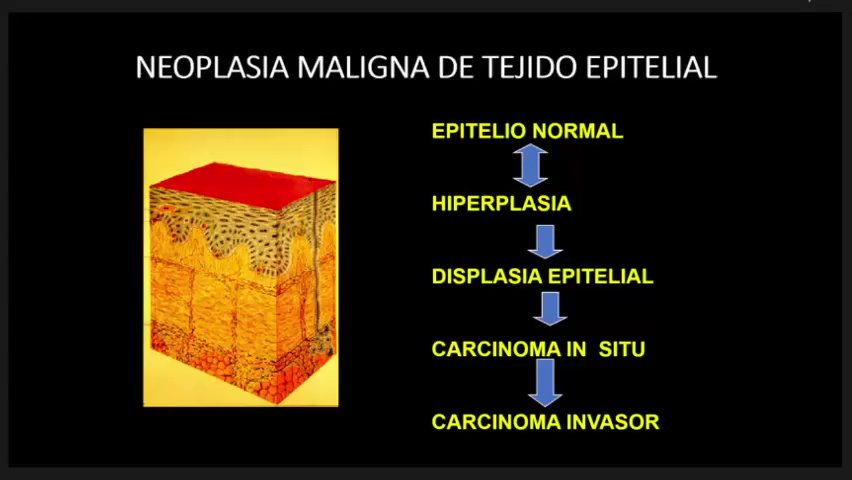 NEOPLASIA MALIGNA DE TEJIDO EPITELIAL
EPITELIO NORMAL
HIPERPLASIA
DISPLASIA EPITELIAL
CARCINOMA IN SITU
CARCINOMA INVASOR